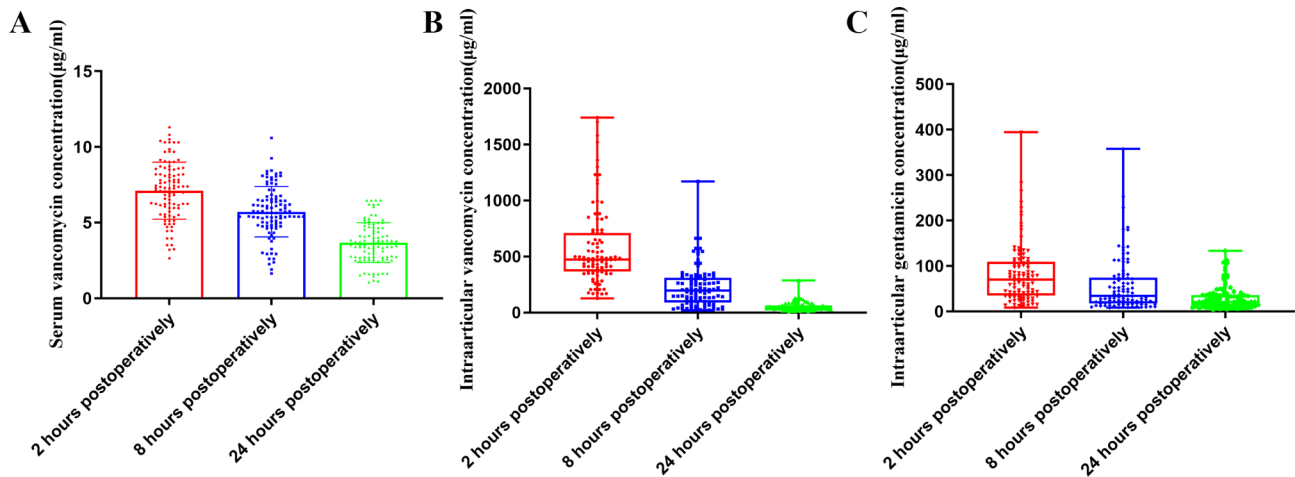 A
Serum vancomycin concentration(μg/ml)
15
10
5
0
2 hours postoperatively
8 hours postoperatively
24 hours postoperatively
B
Intraarticular vancomycin concentration(μg/ml)
2000
1500
1000
500
0
2 hours postoperatively
8 hours postoperatively
24 hours postoperatively
C
Intraarticular gentamicin concentration(μg/ml)
500
400
300
200
100
0
2 hours postoperatively
8 hours postoperatively
24 hours postoperatively